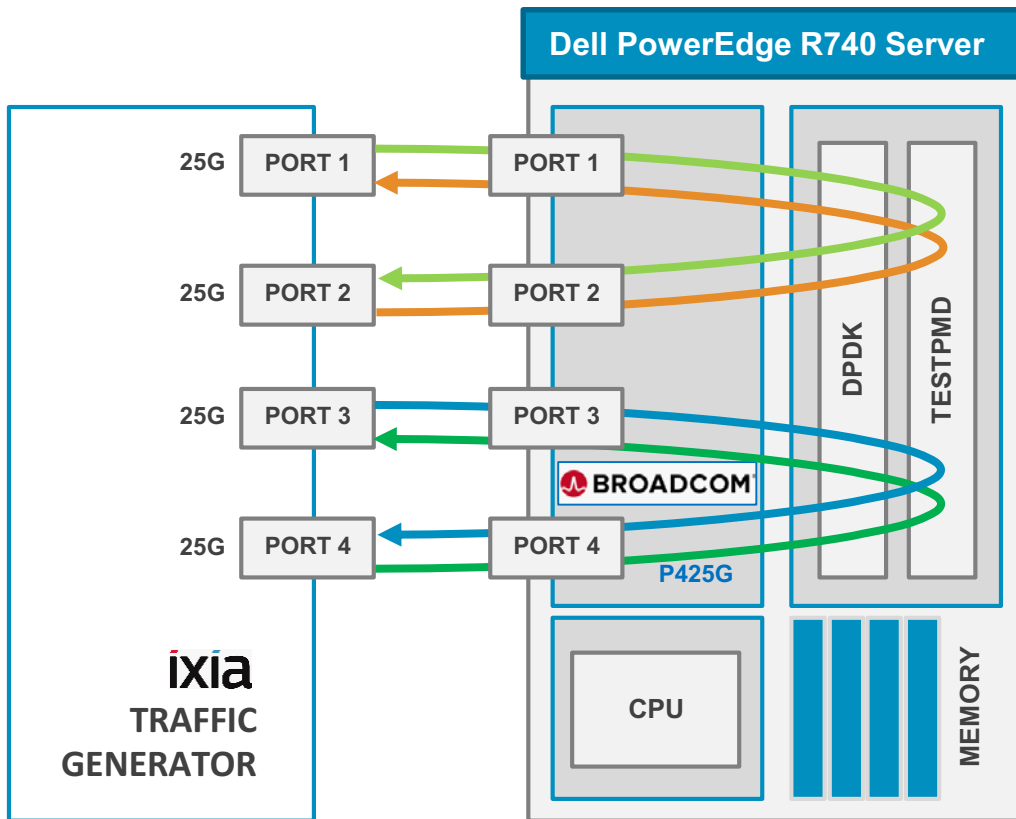 Dell PowerEdge R740 Server
25G
PORT 1
PORT 1
25G
PORT 2
PORT 2
25G
PORT 3
PORT 3
25G
PORT 4
PORT 4
BROADCOM
P425G
DPDK
TESTPMD
ixia
TRAFFIC
GENERATOR
CPU
MEMORY